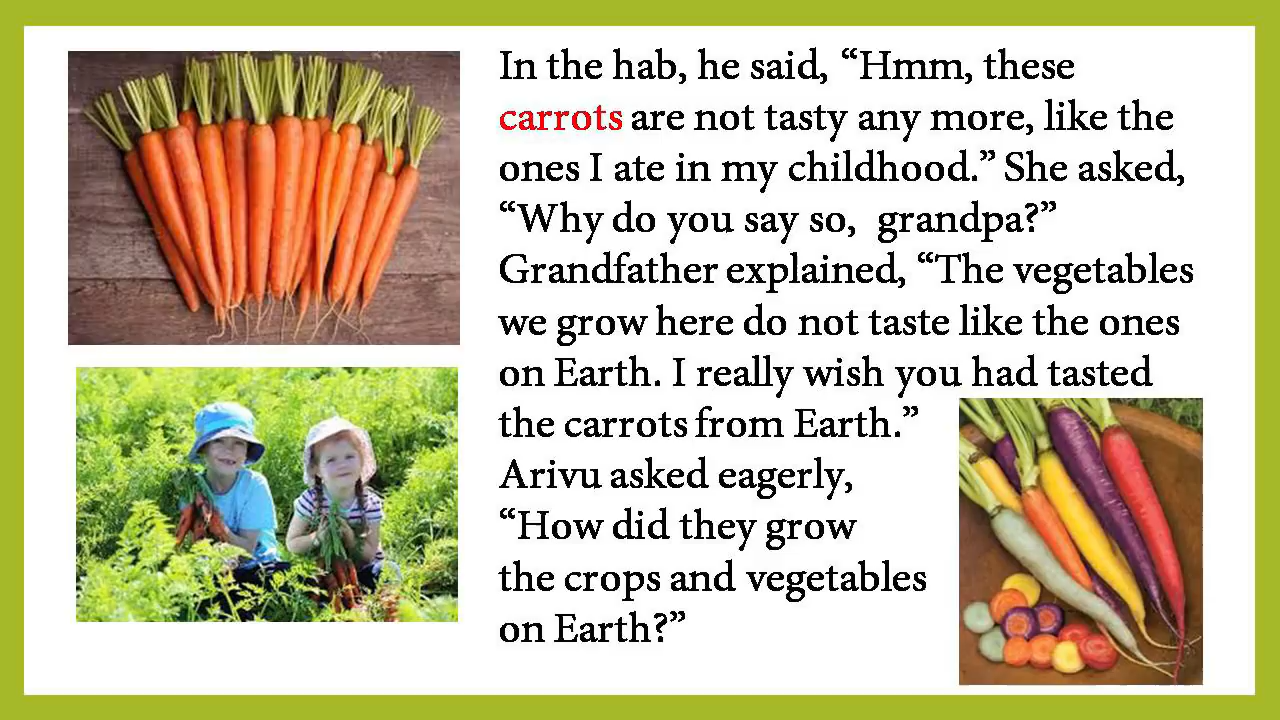 In the hab, he said, “Hmm, these
carrots are not tasty any more, like the
ones I ate in my childhood.” She asked,
“Why do you say so,  grandpa?”
Grandfather explained, “The vegetables
we grow here do not taste like the ones
on Earth. I really wish you had tasted
the carrots from Earth.”
Arivu asked eagerly,
“How did they grow
the crops and vegetables
on Earth?”